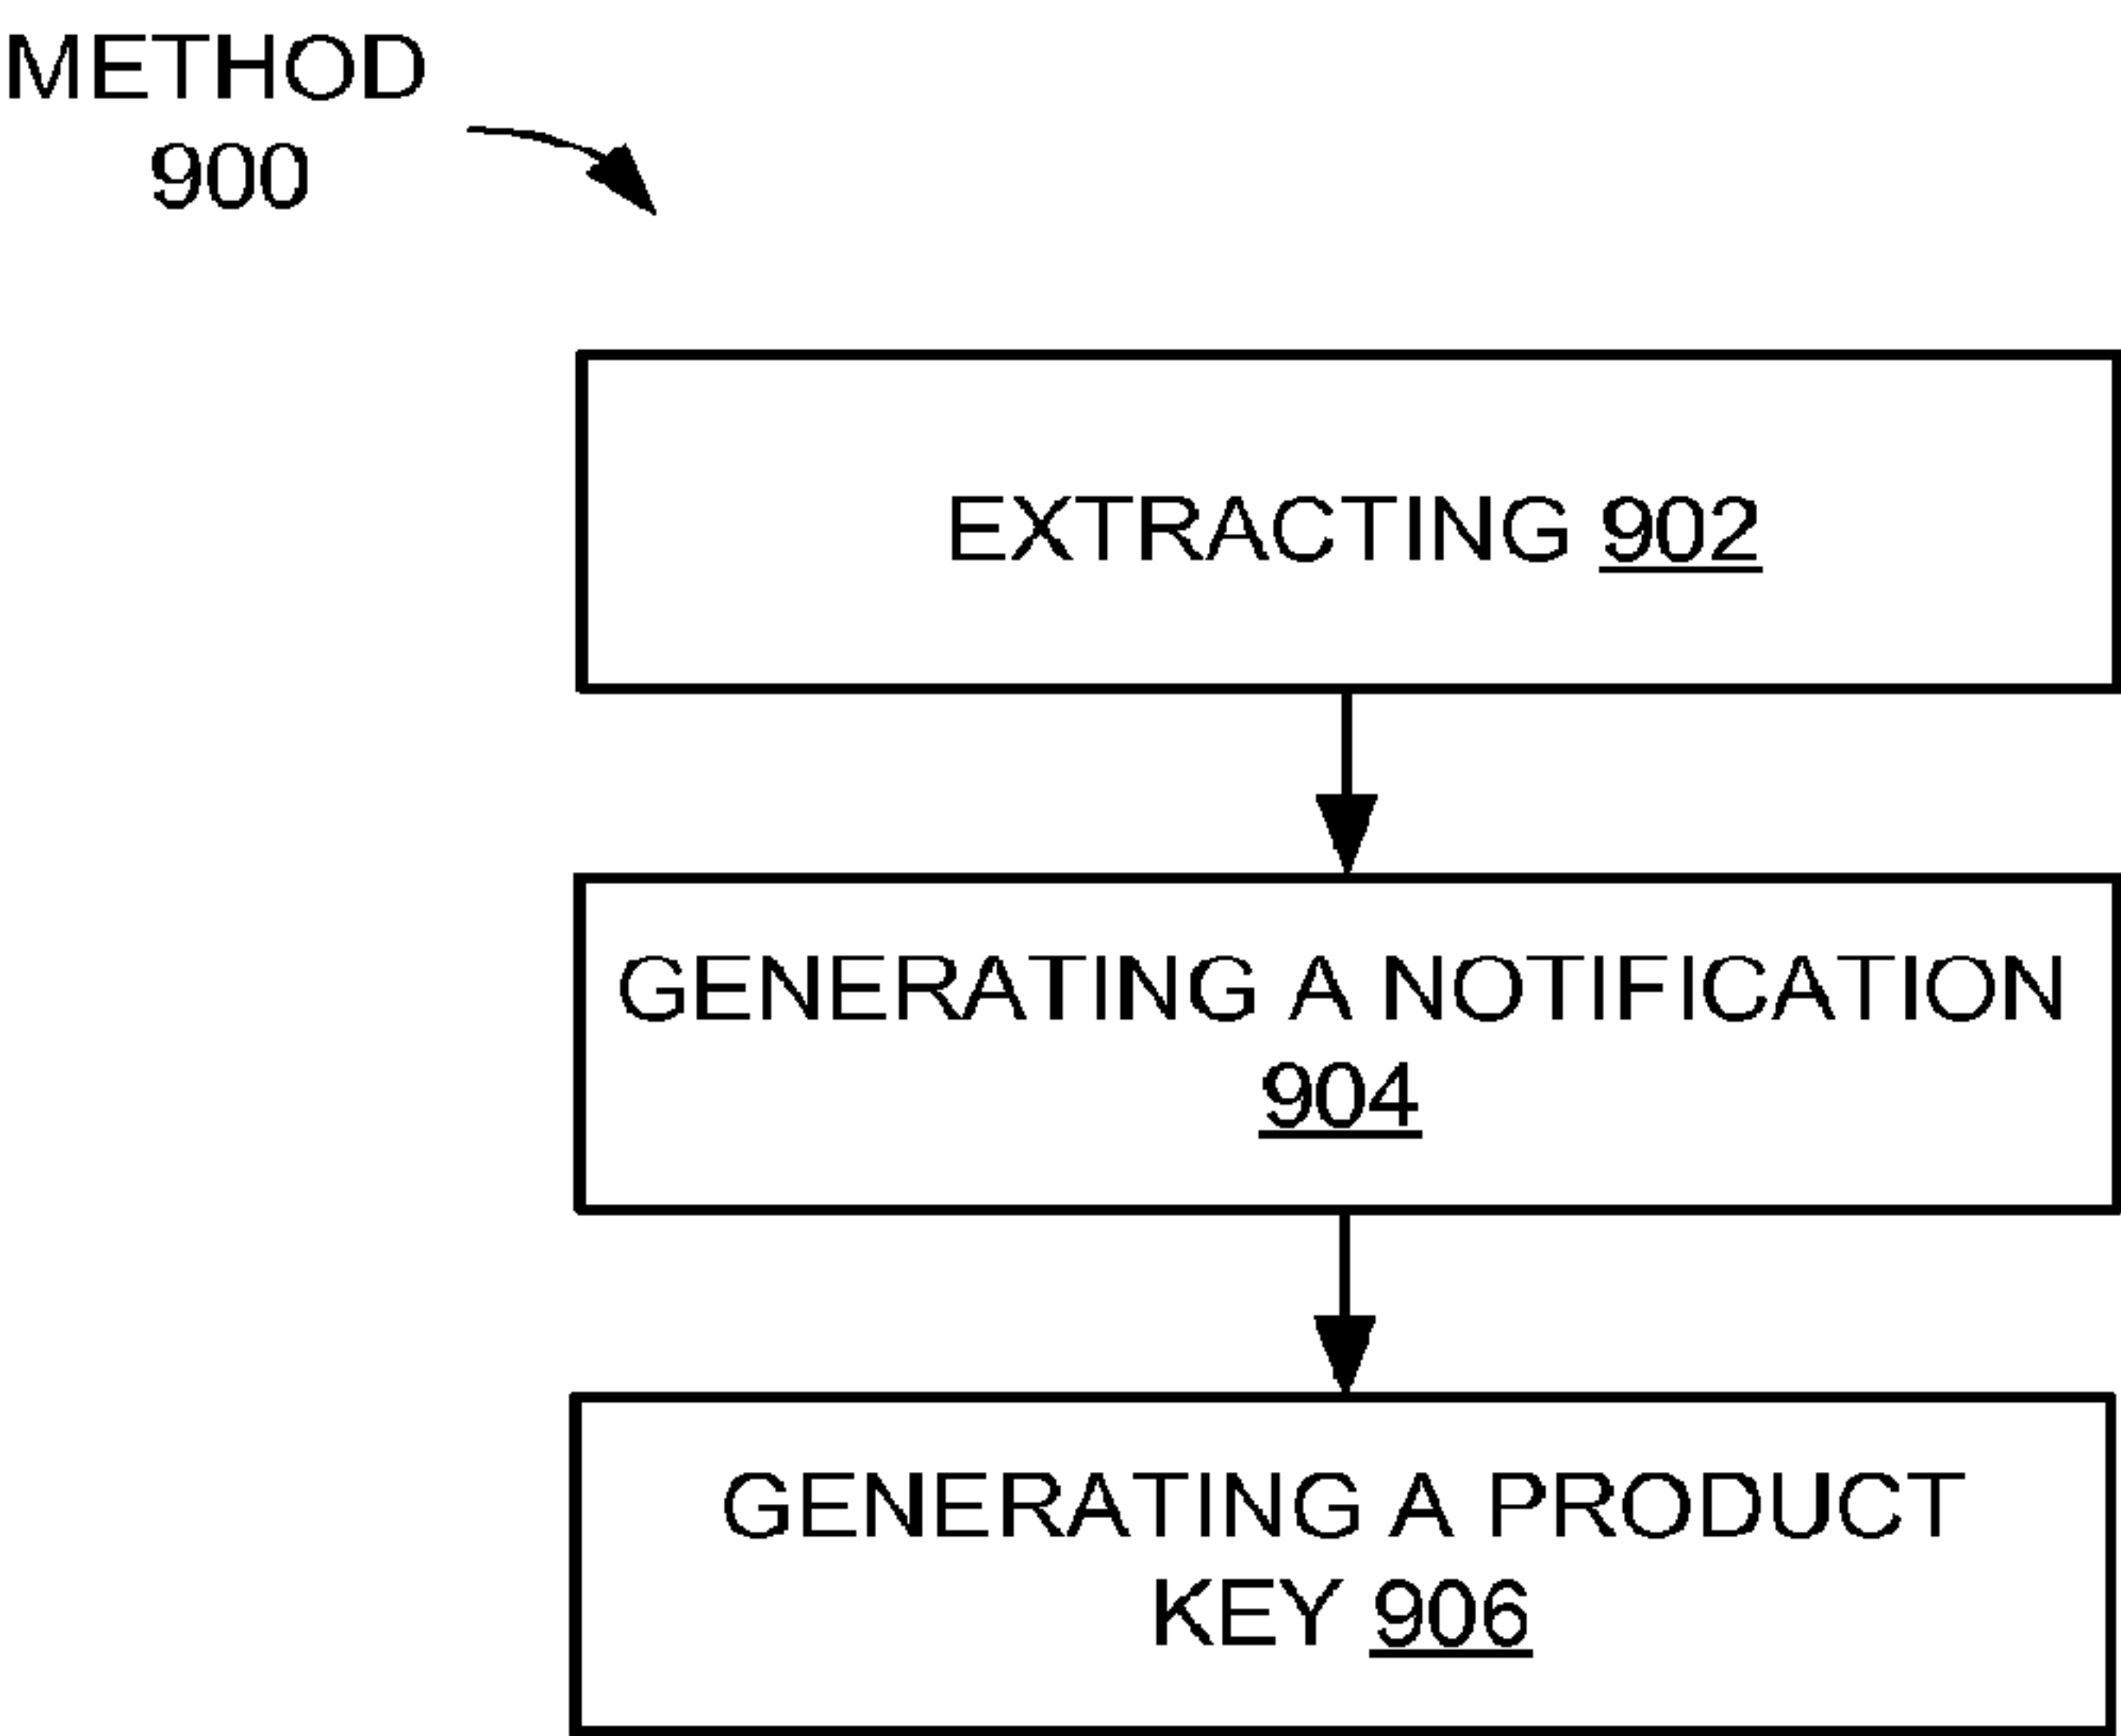 METHOD
900
EXTRACTING 902
GENERATING A NOTIFICATION
904
GENERATING A PRODUCT
KEY 906